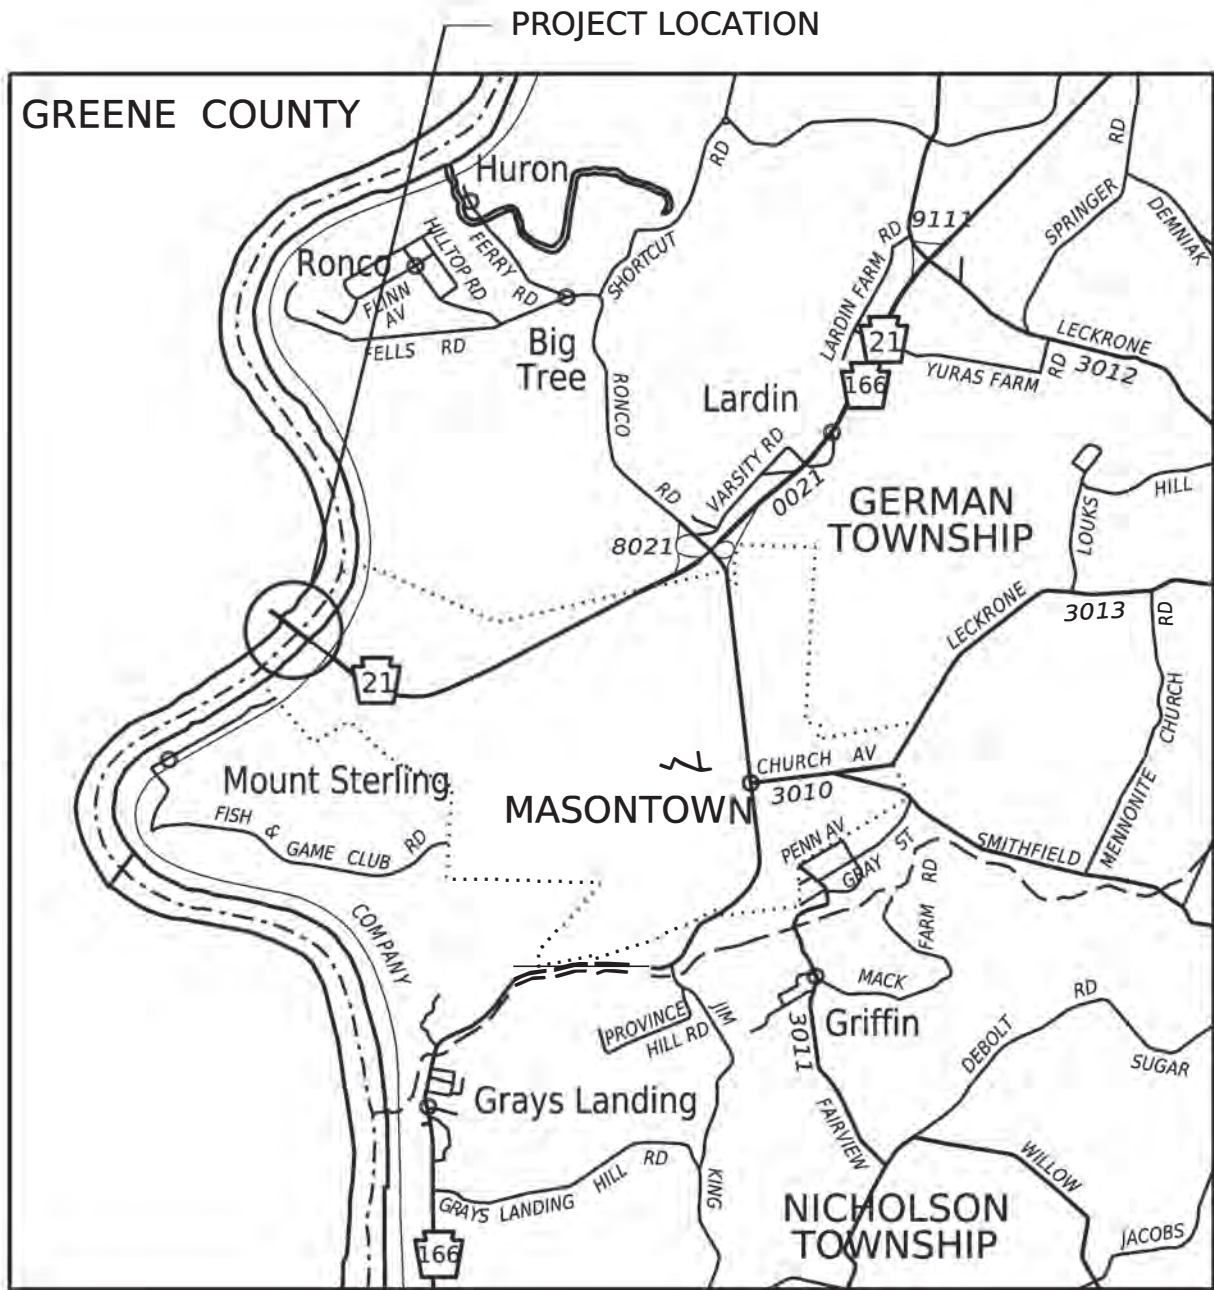 PROJECT LOCATION
GREENE COUNTY
Huron
RD
RD
SPRINGER
DEMNIAK
9111
RD
LARDIN FARM
HILLTOP RD
FERRY
RD
SHORTCUT
Ronco
FLINN
AV
FELLS RD
Big
Tree
21
166
LECKRONE
3012
YURAS FARM
RD
RONCO
RD
Lardin
VARSITY RD
0021
GERMAN
TOWNSHIP
LOUKS
HILL
8021
LECKRONE
3013
RD
CHURCH
MENNONITE
21
CHURCH AV
3010
Mount Sterling
MASONTOWN
FISH &
GAME CLUB RD
PENN AV
GRAY ST
SMITHFIELD
FARM RD
MACK
COMPANY
PROVINCE
HILL RD
JIM
3011
Griffin
DEBOLT
RD
SUGAR
Grays Landing
FAIRVIEW
WILLOW
GRAYS LANDING HILL RD
KING
NICHOLSON
TOWNSHIP
JACOBS
166